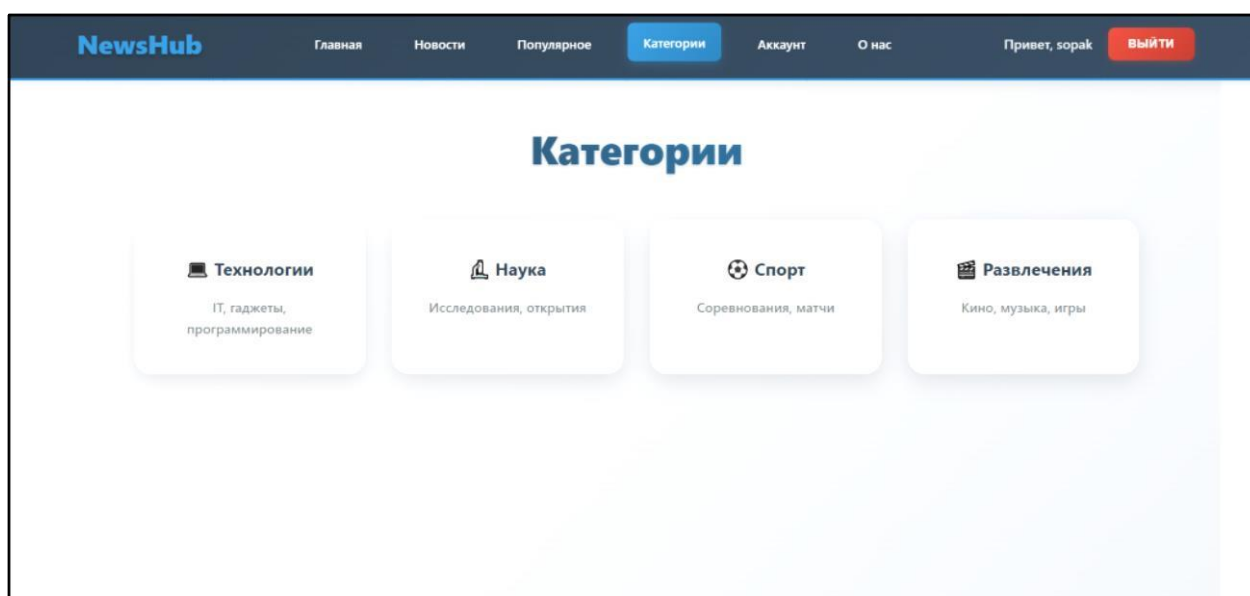 NewsHub Главная Новости Популярное Категории Аккаунт О нас Привет, sopak ВЫЙТИ
Категории
Технологии
IT, гаджеты,
программирование
Наука
Исследования, открытия
Спорт
Соревнования, матчи
Развлечения
Кино, музыка, игры